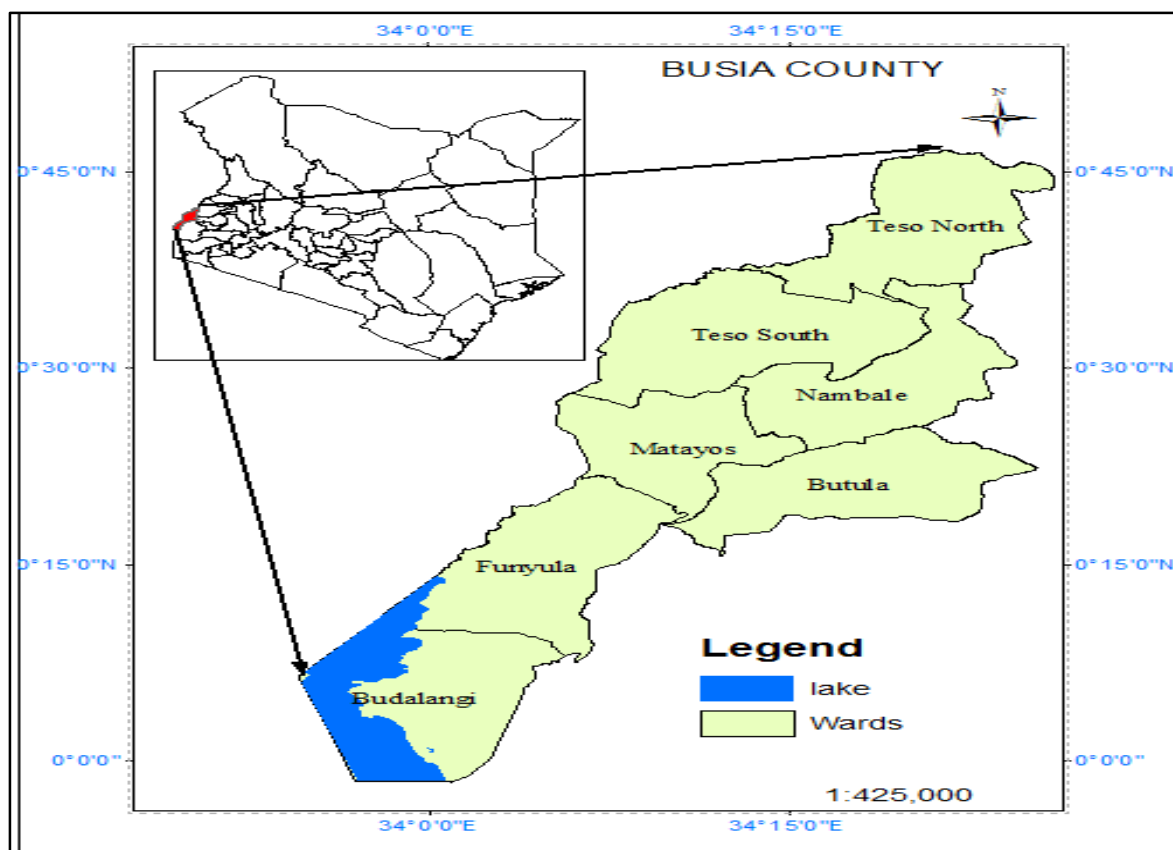 34°0'0"E
34°15'0"E
BUSIA COUNTY
N
0°45'0"N
0°45'0"N
Teso North
Teso South
0°30'0"N
0°30'0"N
Nambale
Matayos
Butula
0°15'0"N
Funyula
0°15'0"N
Legend
lake
Budalangi
Wards
0°0'0"
0°0'0"
1:425,000
34°0'0"E
34°15'0"E